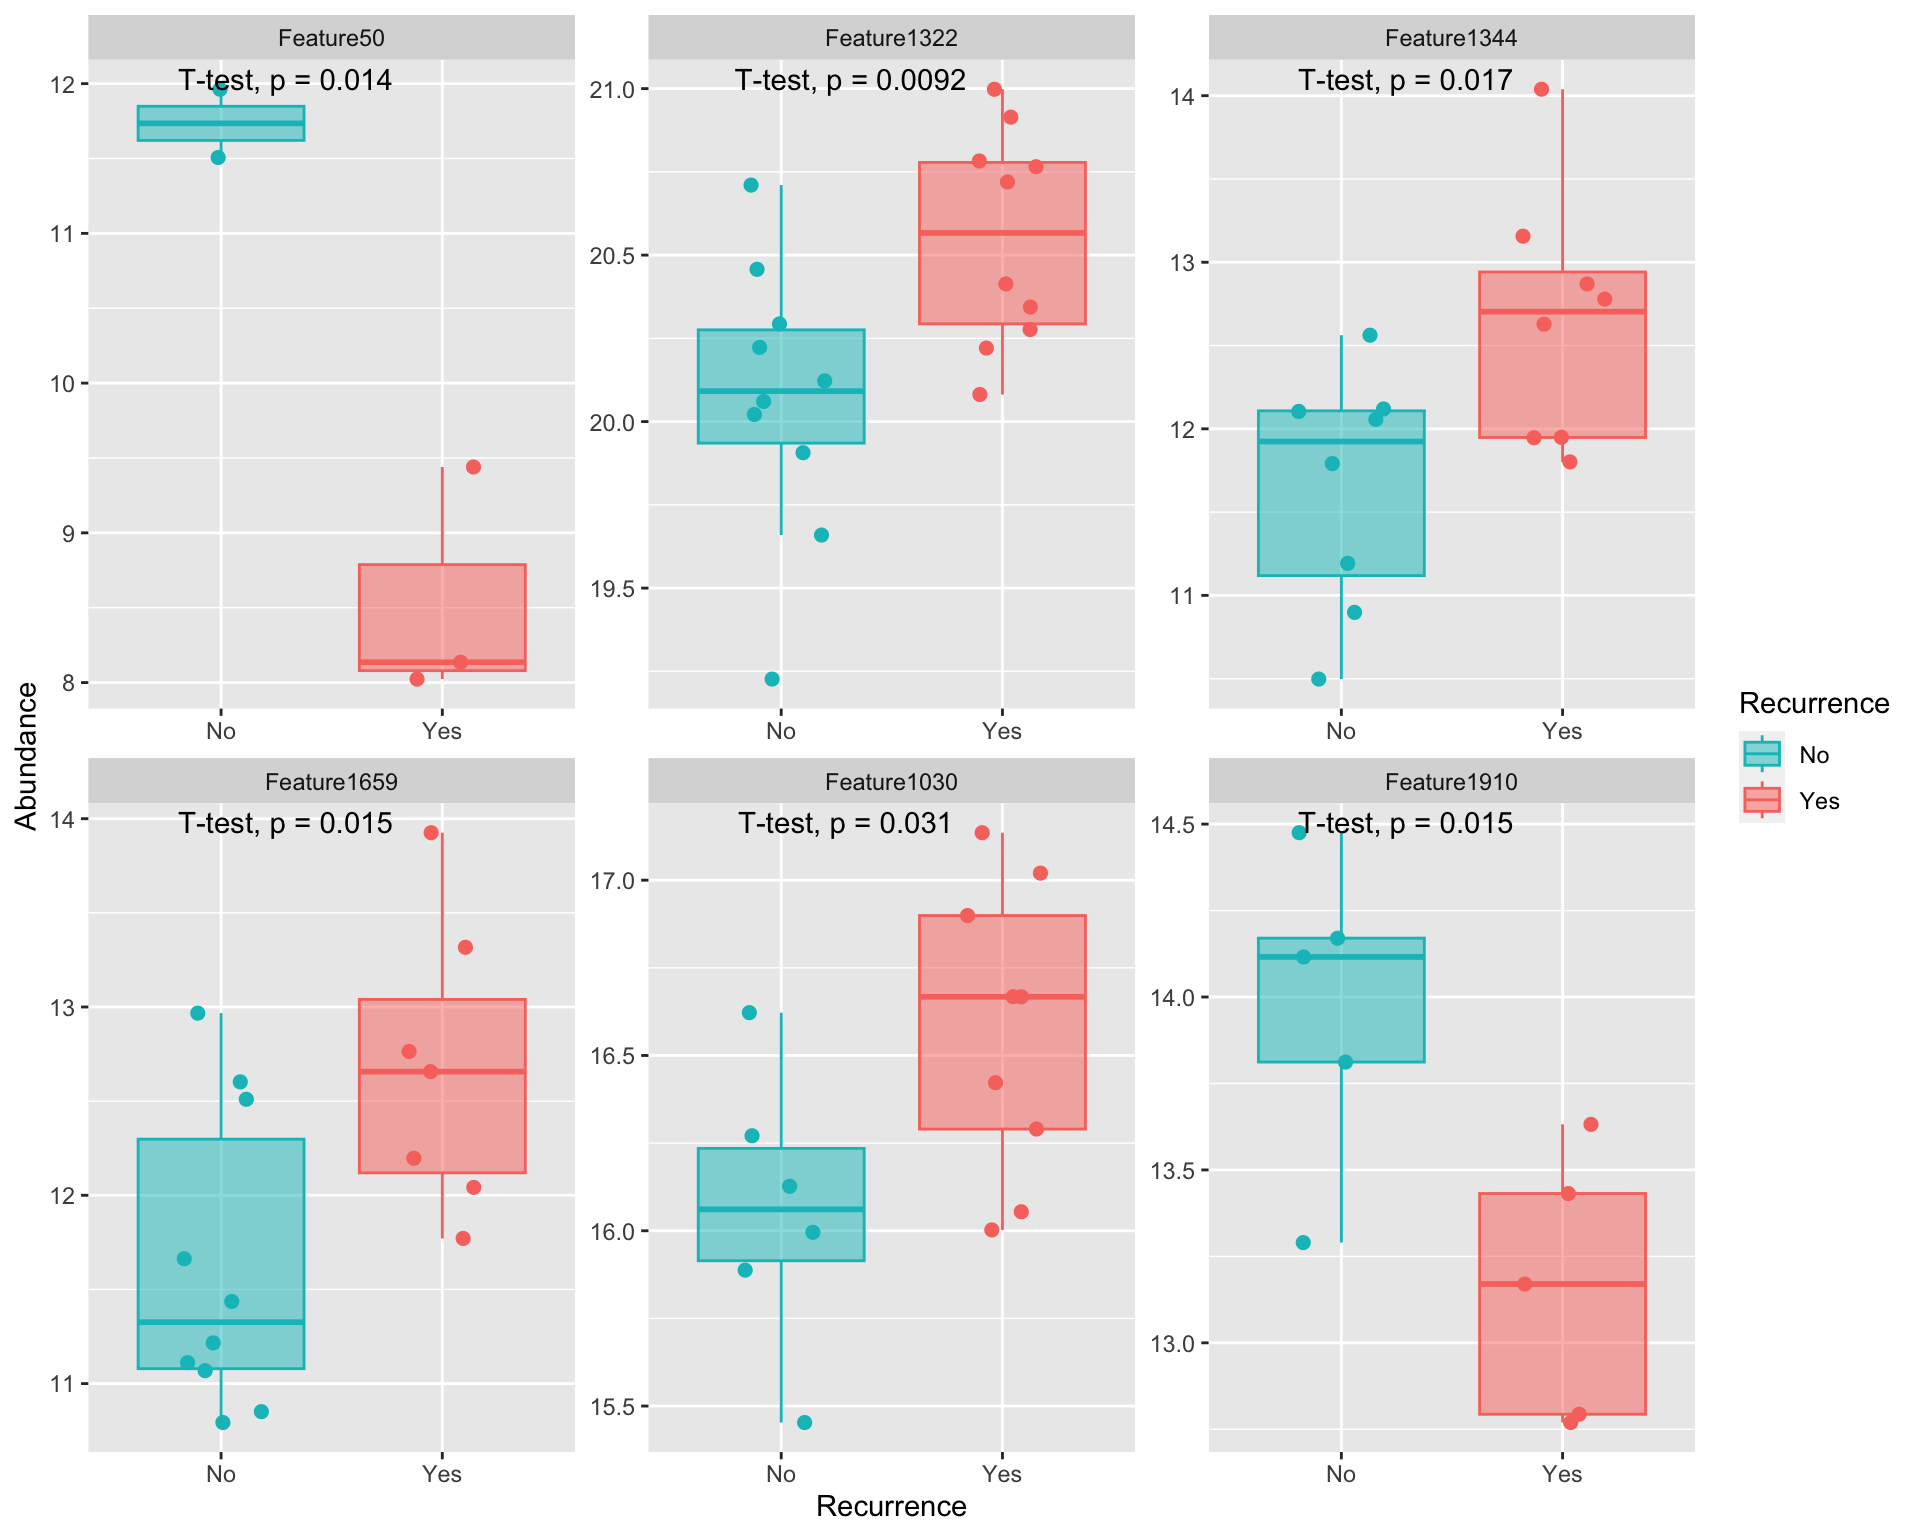 Feature50
T-test, p = 0.014
12
11
10
9
8
No
Yes
Feature1322
T-test, p = 0.0092
21.0
20.5
20.0
19.5
No
Yes
Feature1344
T-test, p = 0.017
14
13
12
11
No
Yes
Feature1659
T-test, p = 0.015
14
13
12
11
No
Yes
Feature1030
T-test, p = 0.031
17.0
16.5
16.0
15.5
No
Yes
Feature1910
T-test, p = 0.015
14.5
14.0
13.5
13.0
No
Yes
Abundance
Recurrence
Recurrence
No
Yes